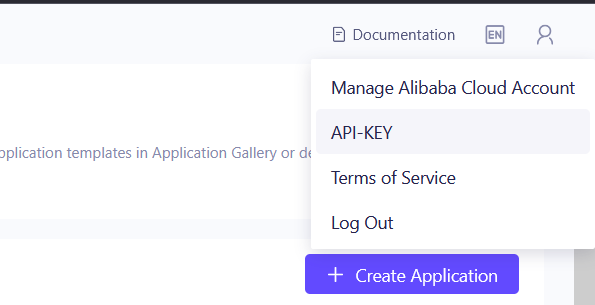 Documentation
EN
Manage Alibaba Cloud Account
API-KEY
pplication templates in Application Gallery or de
Terms of Service
Log Out
Create Application